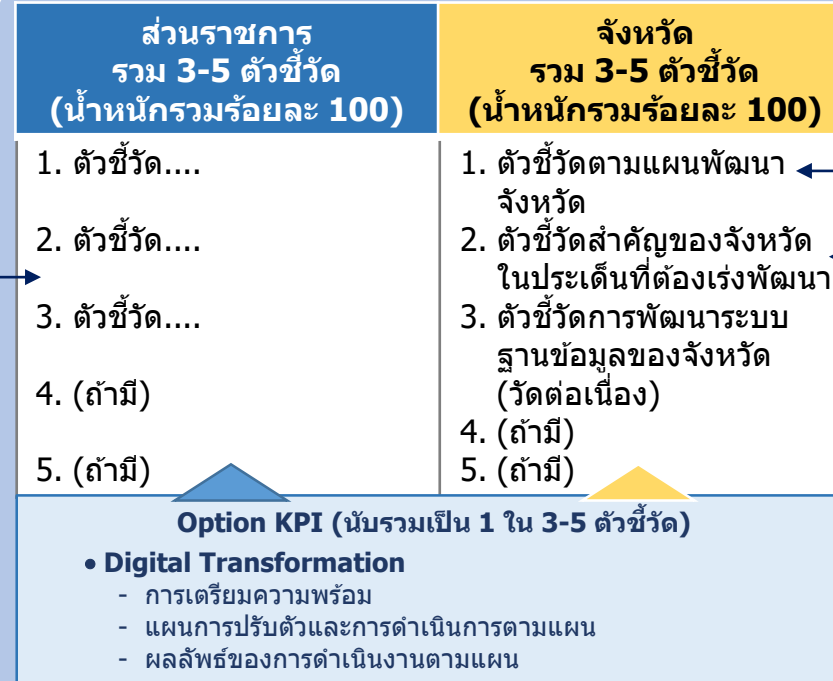 ส่วนราชการ
รวม 3-5 ตัวชี้วัด
(น้ำหนักรวมร้อยละ 100)
จังหวัด
รวม 3-5 ตัวชี้วัด
(น้ำหนักรวมร้อยละ 100)
1. ตัวชี้วัด....
2. ตัวชี้วัด....
3. ตัวชี้วัด....
4. (ถ้ามี)
5. (ถ้ามี)
1. ตัวชี้วัดตามแผนพัฒนา
จังหวัด
2. ตัวชี้วัดสำคัญของจังหวัด
ในประเด็นที่ต้องเร่งพัฒนา
3. ตัวชี้วัดการพัฒนาระบบ
ฐานข้อมูลของจังหวัด
(วัดต่อเนื่อง)
4. (ถ้ามี)
5. (ถ้ามี)
Option KPI (นับรวมเป็น 1 ใน 3-5 ตัวชี้วัด)
• Digital Transformation
- การเตรียมความพร้อม
- แผนการปรับตัวและการดำเนินการตามแผน
- ผลลัพธ์ของการดำเนินงานตามแผน